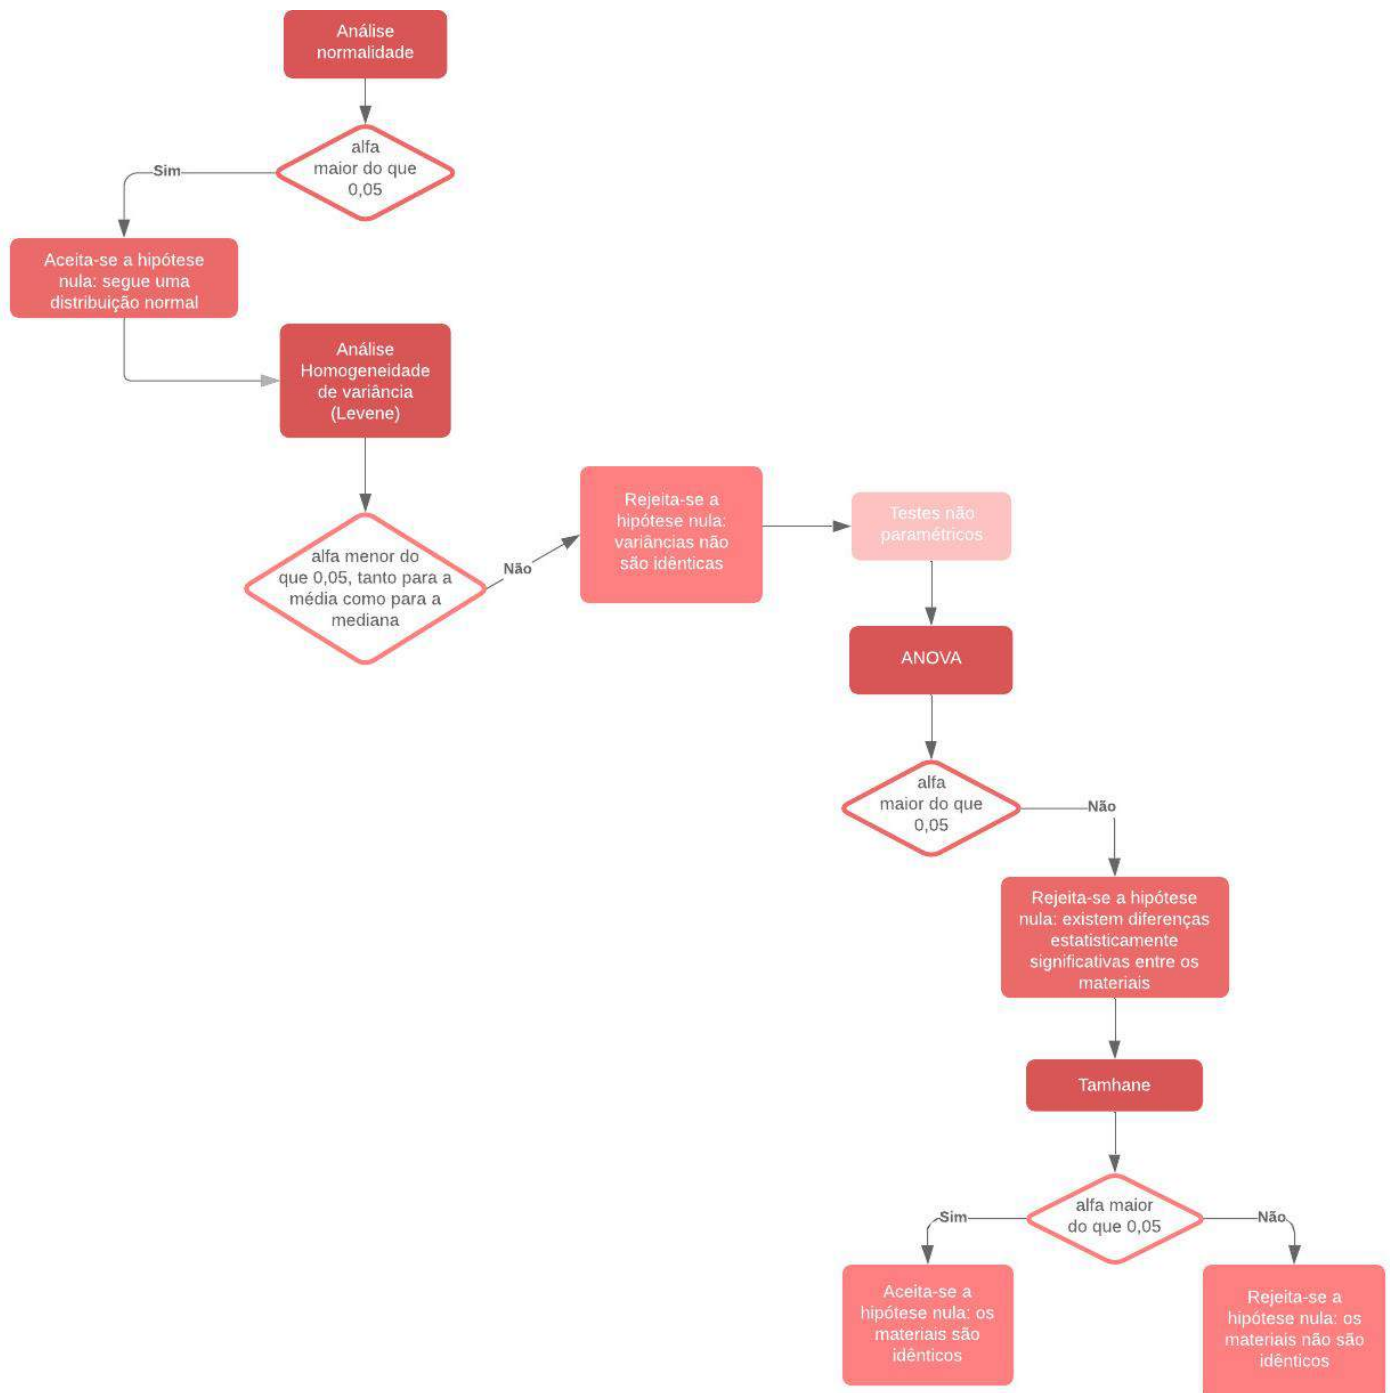 Análise
normalidade
alfa
maior do que
0,05
Sim
Aceita-se a hipótese
nula: segue uma
distribuição normal
Análise
Homogeneidade
de variância
(Levene)
alfa menor do
que 0,05, tanto para a
média como para a
mediana
Não
Rejeita-se a
hipótese nula:
variâncias não
são idênticas
Testes não
paramétricos
ANOVA
alfa
maior do que
0,05
Não
Rejeita-se a hipótese
nula: existem diferenças
estatisticamente
significativas entre os
materiais
Tamhane
alfa maior
do que 0,05
Sim
Não
Aceita-se a
hipótese nula: os
materiais são
idênticos
Rejeita-se a
hipótese nula: os
materiais não são
idênticos